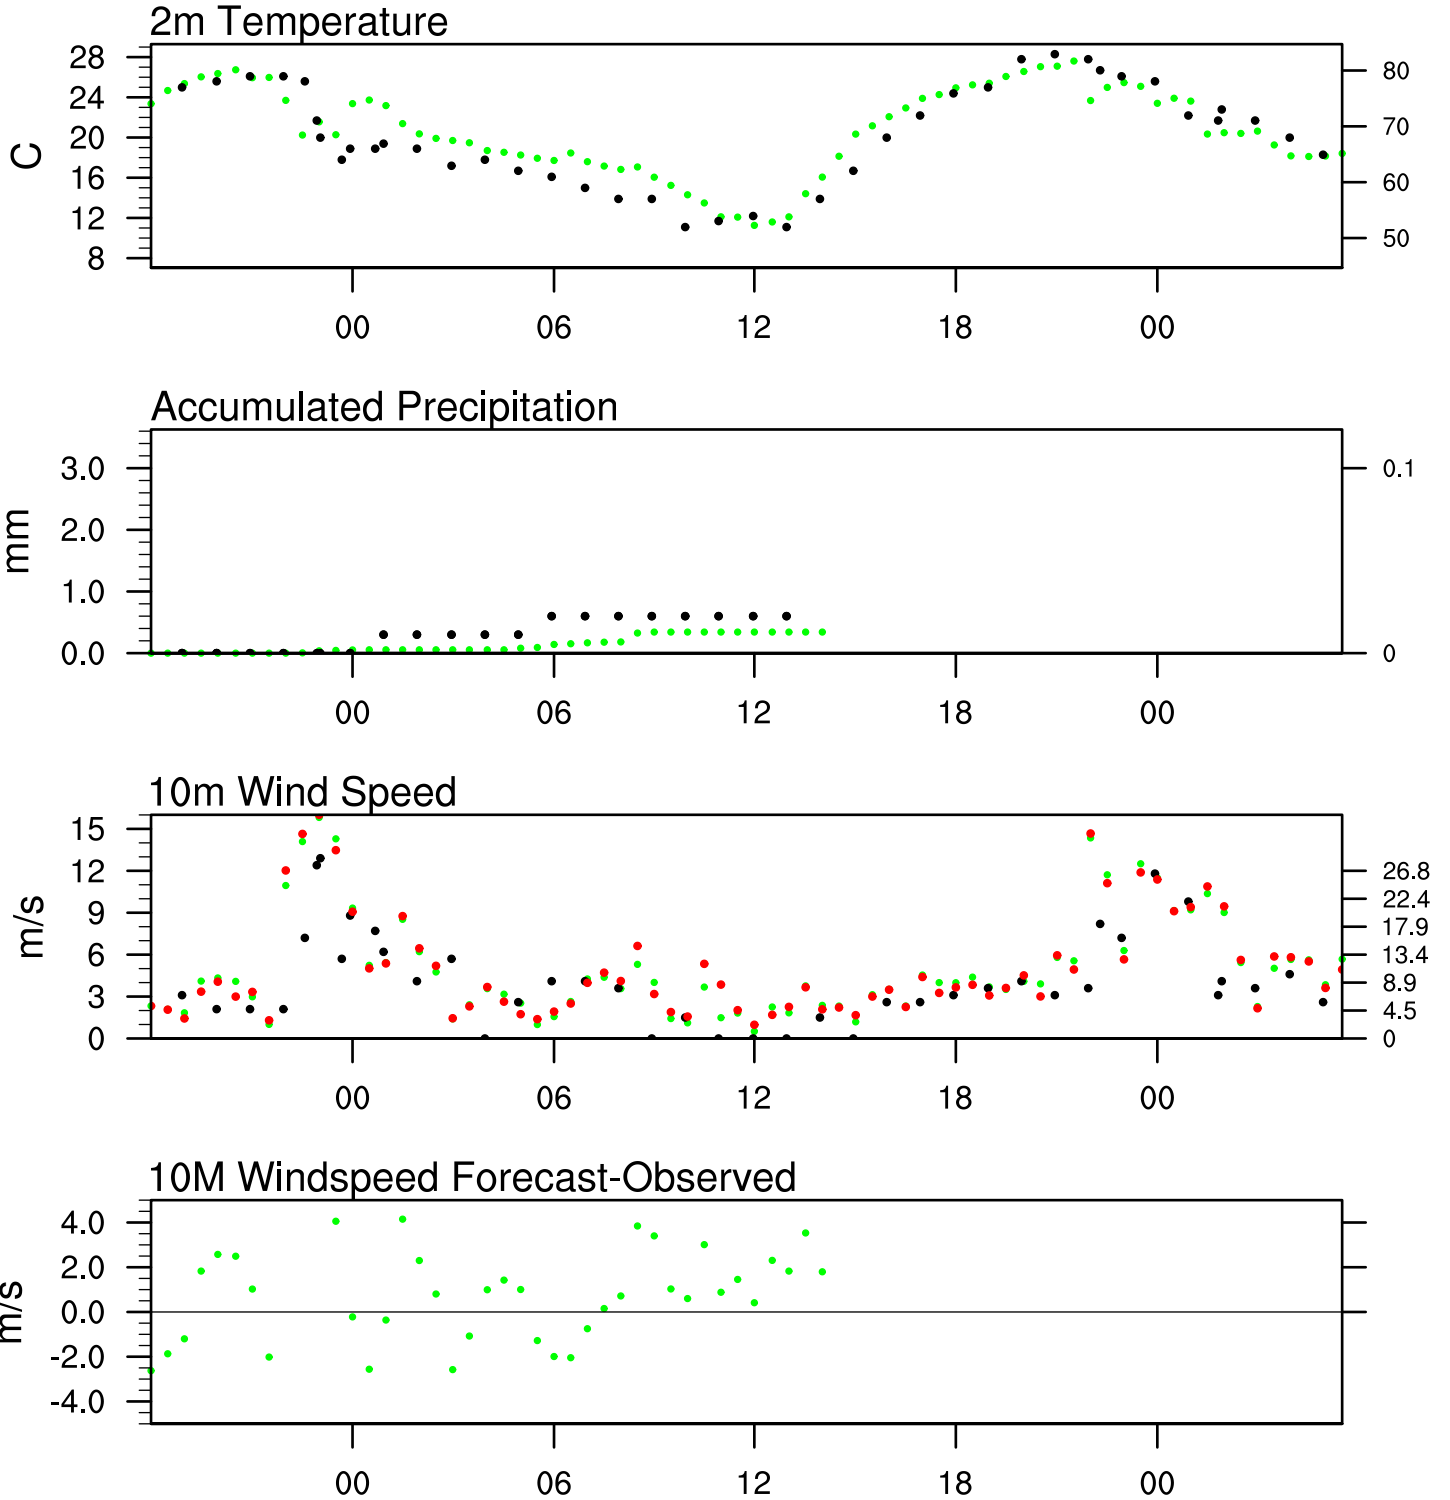 2m Temperature
28
24
20
16
12
8
C
80
70
60
50
00 06 12 18 00
Accumulated Precipitation
3.0
2.0
1.0
0.0
mm
0.1
0
00 06 12 18 00
10m Wind Speed
15
12
9
6
3
0
m/s
26.8
22.4
17.9
13.4
8.9
4.5
0
00 06 12 18 00
10M Windspeed Forecast-Observed
4.0
2.0
0.0
-2.0
-4.0
m/s
00 06 12 18 00